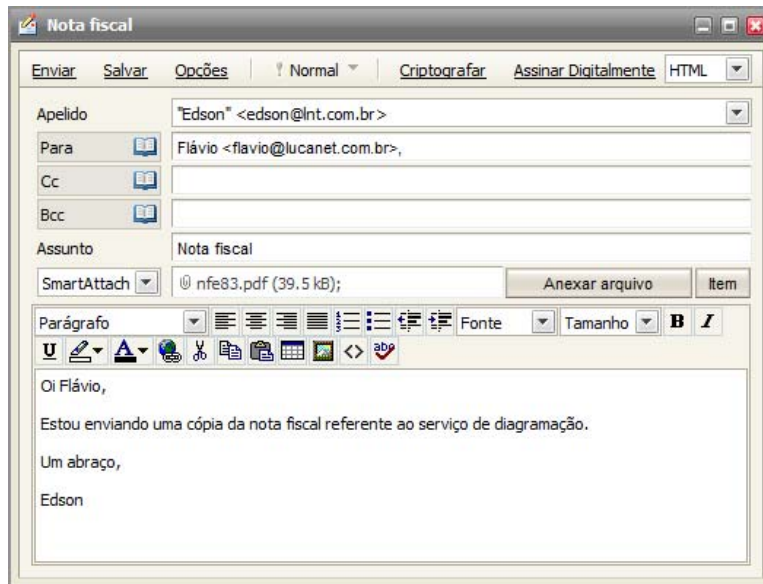 Nota fiscal
Enviar Salvar Opções ! Normal Criptografar Assinar Digitalmente HTML
Apelido "Edson" <edson@lnt.com.br>
Para Flávio <flavio@lucanet.com.br>,
Cc
Bcc
Assunto Nota fiscal
SmartAttach nfe83.pdf (39.5 kB); Anexar arquivo Item
Parágrafo Fonte Tamanho B I
U A abc
Oi Flávio,
Estou enviando uma cópia da nota fiscal referente ao serviço de diagramação.
Um abraço,
Edson